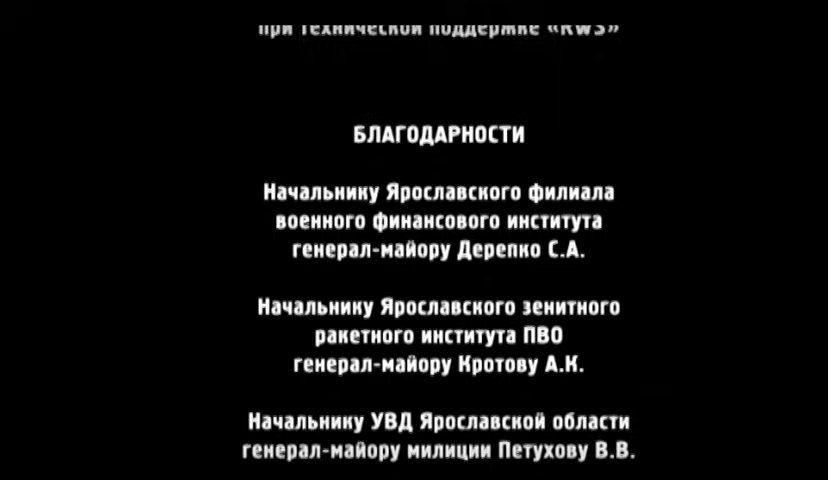 при технической поддержке «RWS»
БЛАГОДАРНОСТИ
Начальнику Ярославского филиала
военного финансового института
генерал-майору Дерепко С.А.
Начальнику Ярославского зенитного
ракетного института ПВО
генерал-майору Кротову А.К.
Начальнику УВД Ярославской области
генерал-майору милиции Петухову В.В.